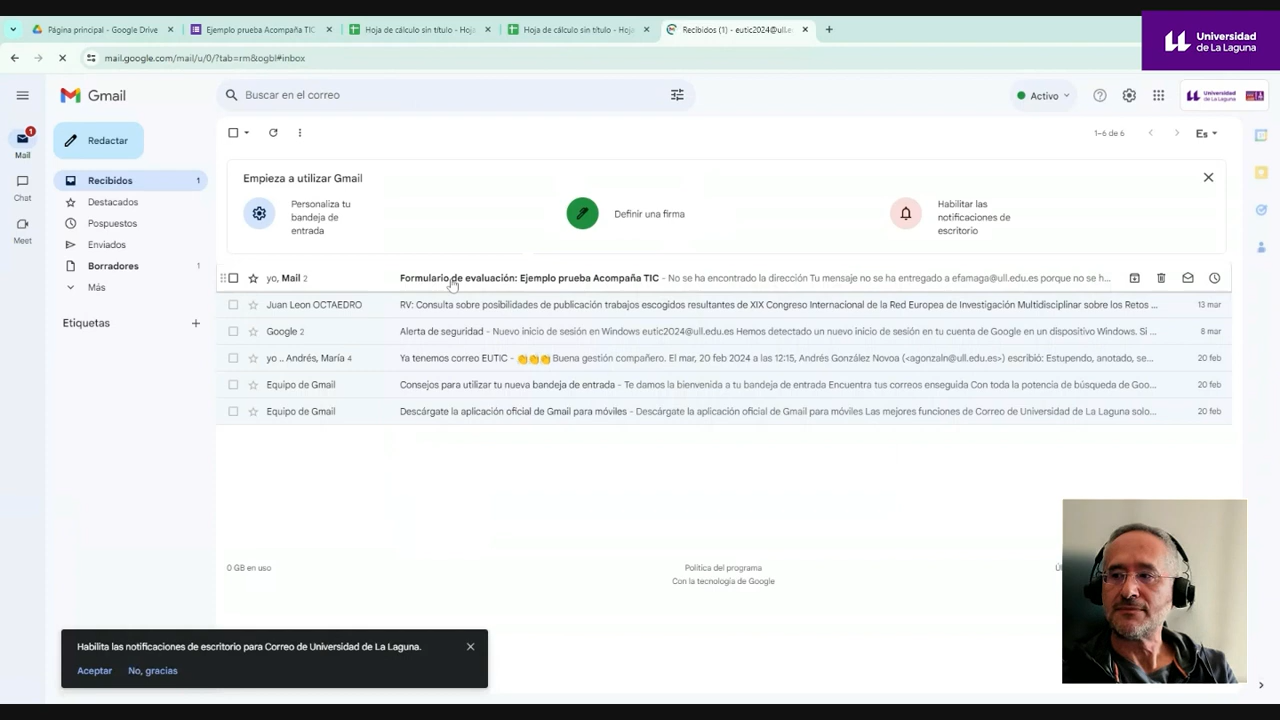 Página principal - Google Drive
Ejemplo prueba Acompaña TIC
Hoja de cálculo sin título - Hoj
Hoja de cálculo sin título - Hoj
Recibidos (1) - eutic2024@ull.e
mail.google.com/mail/u/0/?tab=rm&ogbl#inbox
Universidad
de La Laguna
Gmail
Buscar en el correo
Activo
Universidad
de La Laguna
1
Mail
Redactar
1–6 de 6
Es
Chat
Recibidos 1
Destacados
Meet
Pospuestos
Enviados
Borradores 1
Más
Etiquetas
Empieza a utilizar Gmail
Personaliza tu
bandeja de
entrada
Definir una firma
Habilitar las
notificaciones de
escritorio
yo, Mail 2 Formulario de evaluación: Ejemplo prueba Acompaña TIC - No se ha encontrado la dirección Tu mensaje no se ha entregado a efamaga@ull.edu.es porque no se h...
Juan Leon OCTAEDRO RV: Consulta sobre posibilidades de publicación trabajos escogidos resultantes de XIX Congreso Internacional de la Red Europea de Investigación Multidisciplinar sobre los Retos ... 13 mar
Google 2 Alerta de seguridad - Nuevo inicio de sesión en Windows eutic2024@ull.edu.es Hemos detectado un nuevo inicio de sesión en tu cuenta de Google en un dispositivo Windows. Si ... 8 mar
yo .. Andrés, María 4 Ya tenemos correo EUTIC - 👏👏👏 Buena gestión compañero. El mar, 20 feb 2024 a las 12:15, Andrés González Novoa (<agonzaln@ull.edu.es>) escribió: Estupendo, anotado, se... 20 feb
Equipo de Gmail Consejos para utilizar tu nueva bandeja de entrada - Te damos la bienvenida a tu bandeja de entrada Encuentra tus correos enseguida Con toda la potencia de búsqueda de Goo... 20 feb
Equipo de Gmail Descárgate la aplicación oficial de Gmail para móviles - Descárgate la aplicación oficial de Gmail para móviles Las mejores funciones de Correo de Universidad de La Laguna solo... 20 feb
0 GB en uso
Política del programa
Con la tecnología de Google
Habilita las notificaciones de escritorio para Correo de Universidad de La Laguna.
Aceptar No, gracias